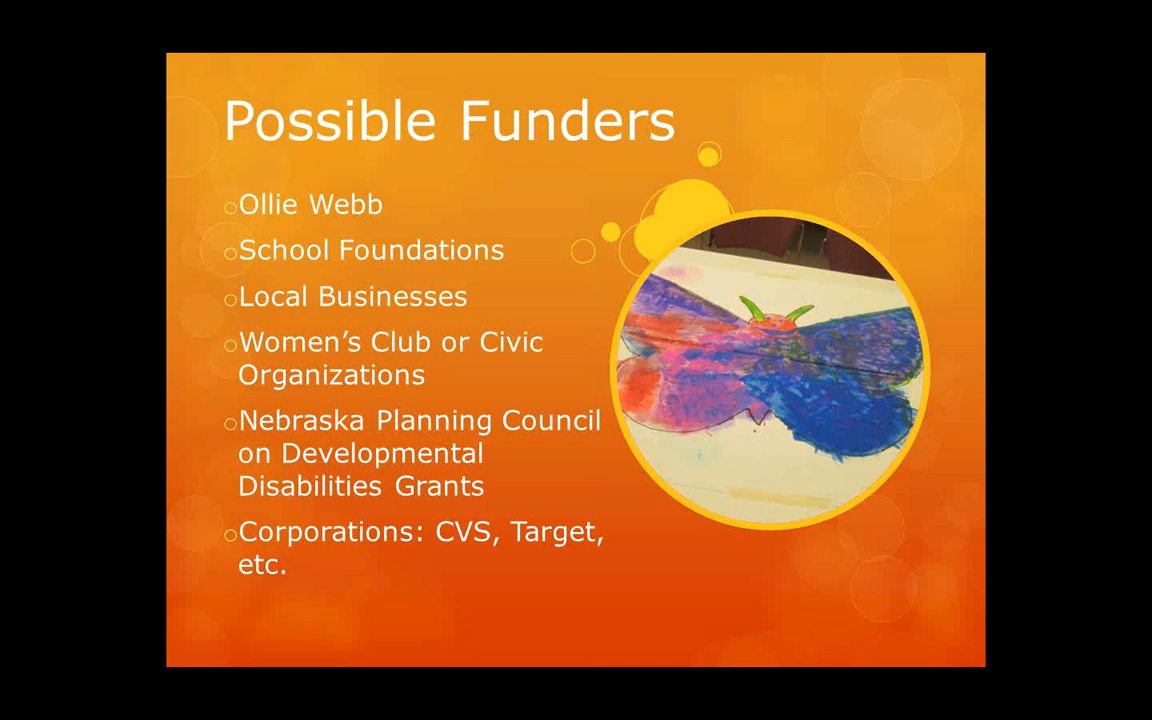 Possible Funders
Ollie Webb
School Foundations
Local Businesses
Women’s Club or Civic
Organizations
Nebraska Planning Council
on Developmental
Disabilities Grants
Corporations: CVS, Target,
etc.